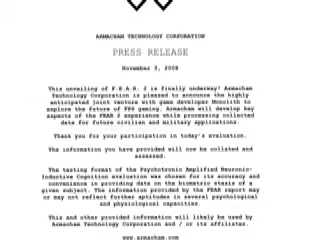 ARMACHAM TECHNOLOGY CORPORATION
PRESS RELEASE
November 3, 2008
This unveiling of F.E.A.R. 2 is finally underway! Armacham
Technology Corporation is pleased to announce the highly
anticipated joint venture with game developer Monolith to
explore the future of FPS gaming. Armacham will develop key
aspects of the FEAR 2 experience while processing collected
data for future civilian and military applications.
Thank you for your participation in today's evaluation.
The information you have provided will now be collated and
assessed.
The testing format of the Psychotronic Amplified Neuronic-
Inductive Cognition evaluation was chosen for its accuracy and
convenience in providing data on the biometric stasis of a
given subject. The information provided by the FEAR report may
or may not reflect further aptitudes in several psychological
and physiological capacities.
This and other provided information will likely be used by
Armacham Technology Corporation and / or its affiliates.
www.armacham.com